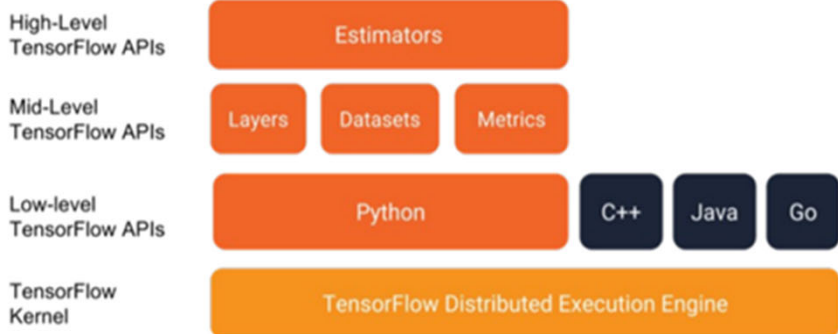 High-Level
TensorFlow APIs
Estimators
Mid-Level
TensorFlow APIs
Layers
Datasets
Metrics
Low-level
TensorFlow APIs
Python
C++
Java
Go
TensorFlow
Kernel
TensorFlow Distributed Execution Engine